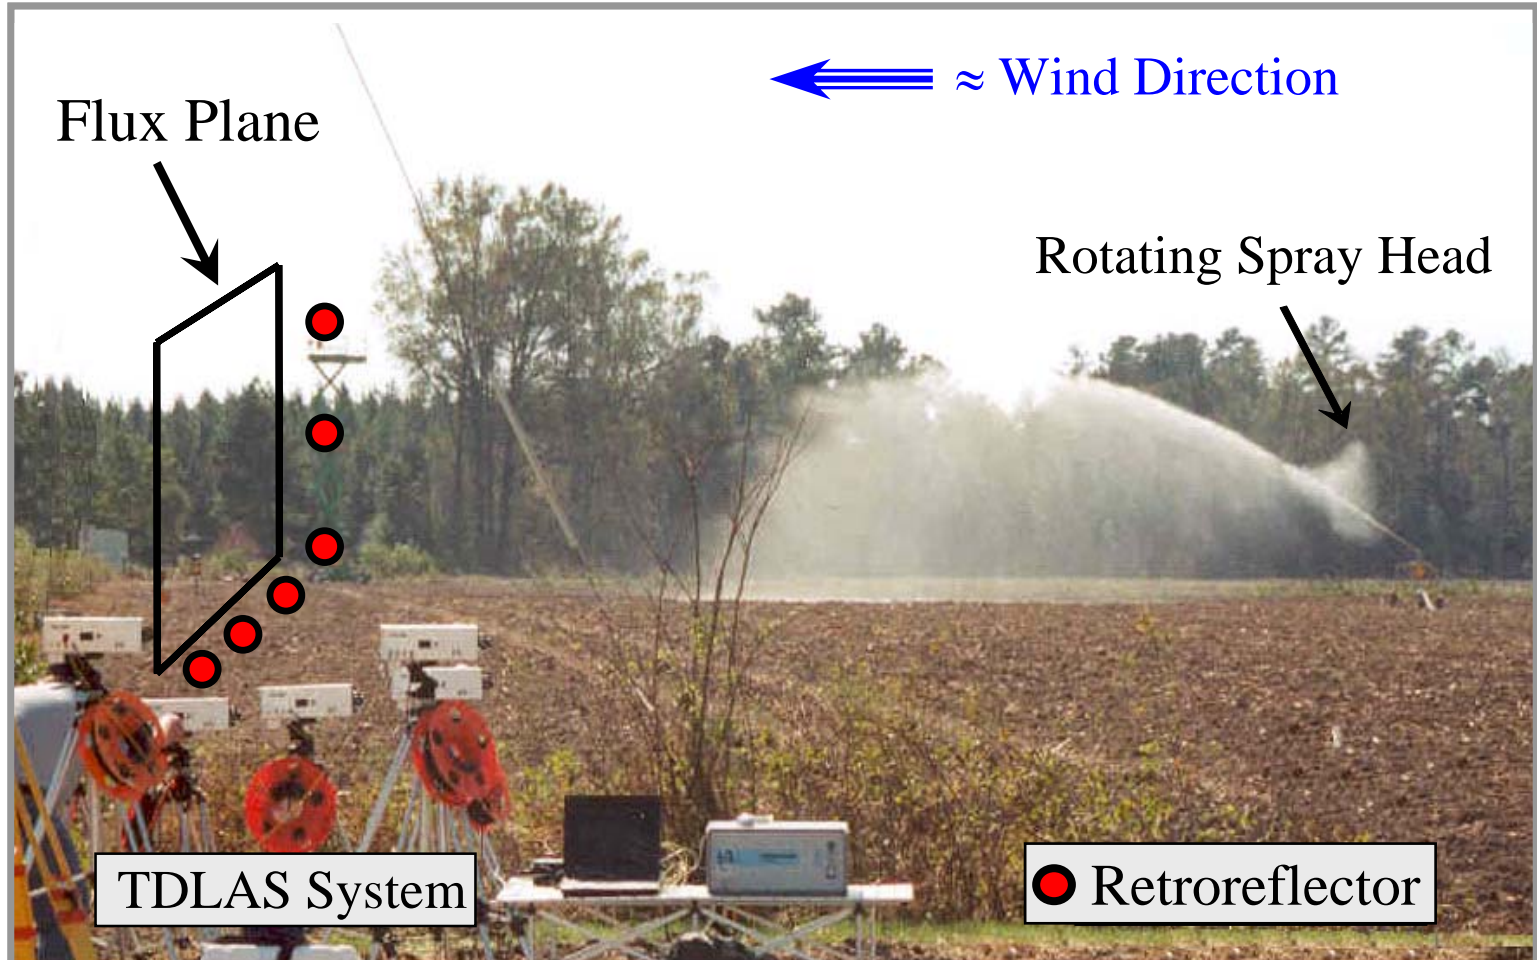 ≈ Wind Direction
Flux Plane
Rotating Spray Head
TDLAS System
Retroreflector